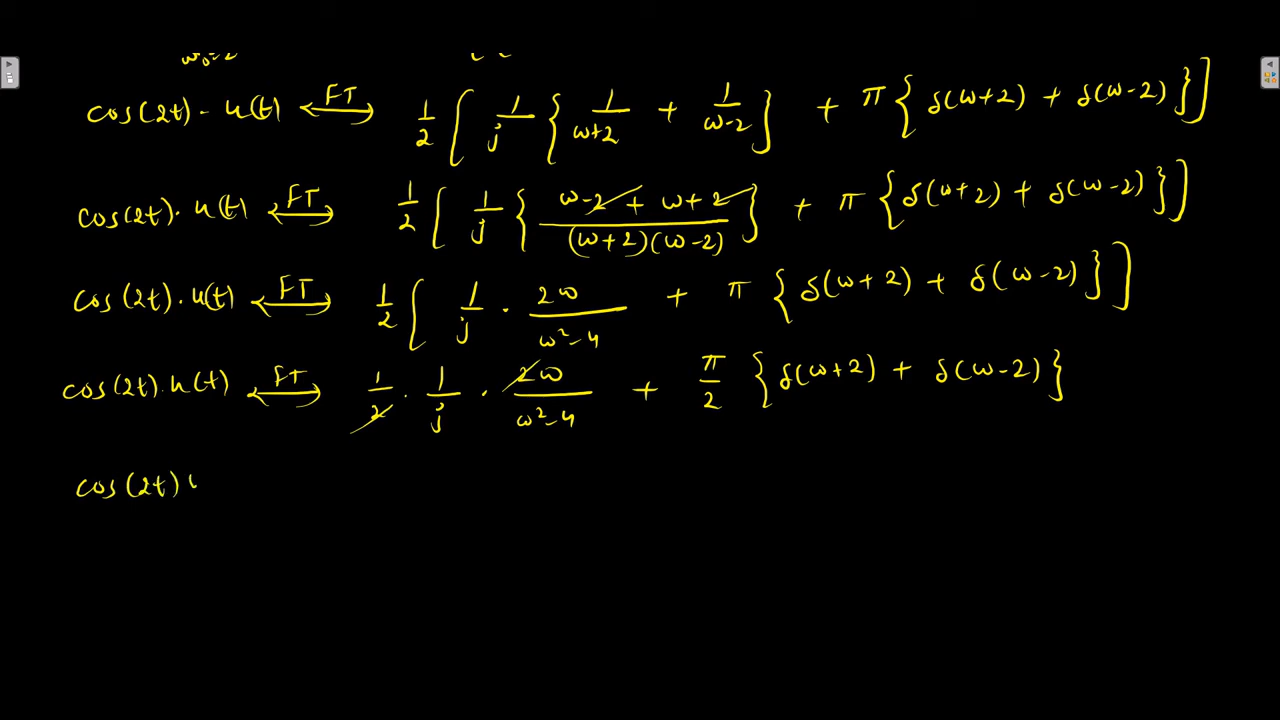 ω₀=2
cos(2t) - u(t) ⟷FT 1/2 [ 1/j { 1/(ω+2) + 1/(ω-2) } + π { δ(ω+2) + δ(ω-2) } ]
cos(2t) · u(t) ⟷FT 1/2 [ 1/j { (ω-2 + ω+2)/((ω+2)(ω-2)) } + π { δ(ω+2) + δ(ω-2) } ]
cos(2t) · u(t) ⟷FT 1/2 [ 1/j · 2ω/(ω²-4) + π { δ(ω+2) + δ(ω-2) } ]
cos(2t) · u(t) ⟷FT 1/2 · 1/j · 2ω/(ω²-4) + π/2 { δ(ω+2) + δ(ω-2) }
cos(2t)